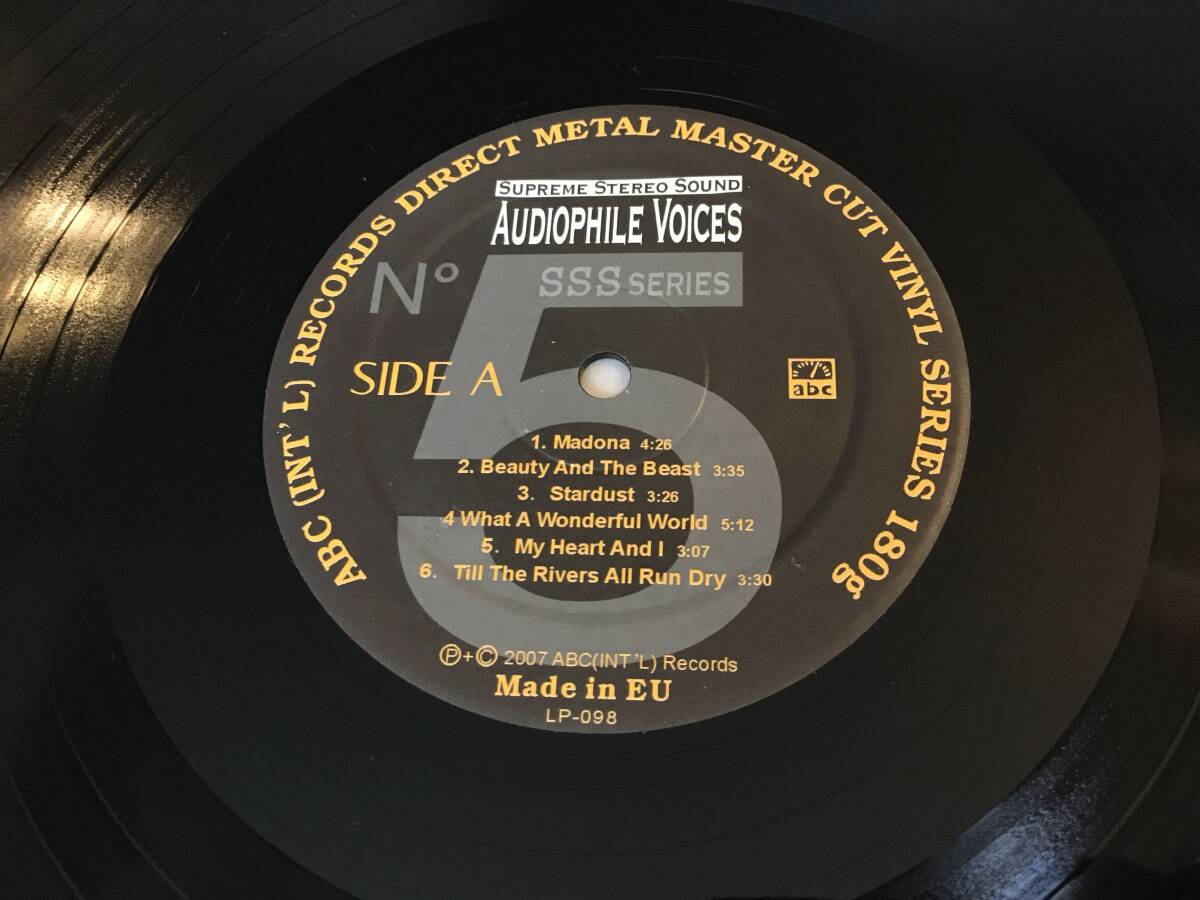 ABC (INT'L) RECORDS DIRECT METAL MASTER CUT VINYL SERIES 180g
SUPREME STEREO SOUND
AUDIOPHILE VOICES
Nº 5
SSS SERIES
SIDE A
abc
1. Madona 4:26
2. Beauty And The Beast 3:35
3. Stardust 3:26
4 What A Wonderful World 5:12
5. My Heart And I 3:07
6. Till The Rivers All Run Dry 3:30
℗+© 2007 ABC(INT'L) Records
Made in EU
LP-098